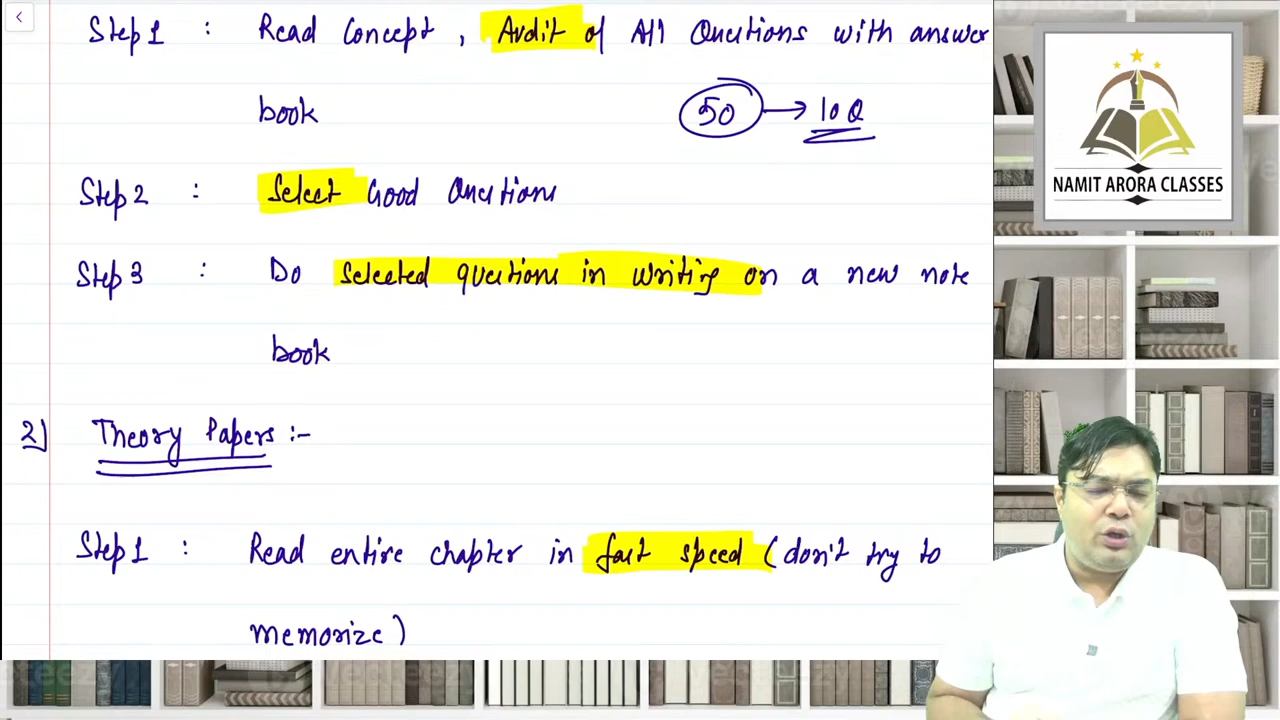 Step 1 : Read Concept, Audit of All Questions with answer
book
50 → 10 Q
Step 2 : Select Good Questions
Step 3 : Do selected questions in writing on a new note
book
2) Theory Papers :-
Step 1 : Read entire chapter in fast speed (don't try to
memorize)
NAMIT ARORA CLASSES